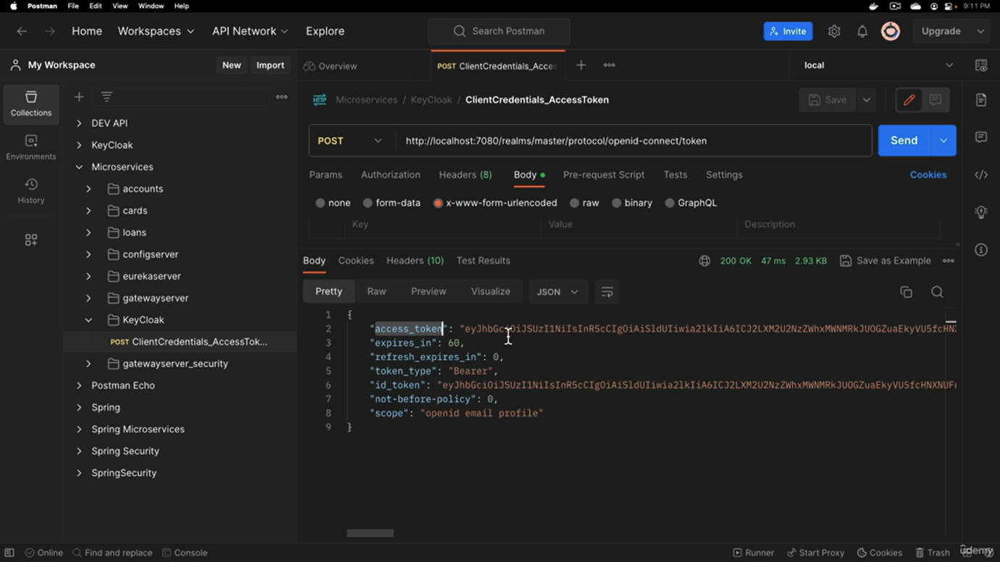 Postman File Edit View Window Help 9:11 PM
Home Workspaces API Network Explore Search Postman Invite Upgrade
My Workspace New Import Overview POST ClientCredentials_Acces local
Collections
Environments
History
DEV API
KeyCloak
Microservices
accounts
cards
loans
configserver
eurekaserver
gatewayserver
KeyCloak
POST ClientCredentials_AccessTok...
gatewayserver_security
Postman Echo
Spring
Spring Microservices
Spring Security
SpringSecurity
HTTP Microservices / KeyCloak / ClientCredentials_AccessToken Save
POST http://localhost:7080/realms/master/protocol/openid-connect/token Send
Params Authorization Headers (8) Body Pre-request Script Tests Settings Cookies
none form-data x-www-form-urlencoded raw binary GraphQL
Key Value Description
Body Cookies Headers (10) Test Results 200 OK 47 ms 2.93 KB Save as Example
Pretty Raw Preview Visualize JSON
1 {
2 "access_token":
3 "expires_in": 60,
4 "refresh_expires_in": 0,
5 "token_type": "Bearer",
6 "id_token":
7 "not-before-policy": 0,
8 "scope": "openid email profile"
9 }
Online Find and replace Console Runner Start Proxy Cookies Trash
udemy